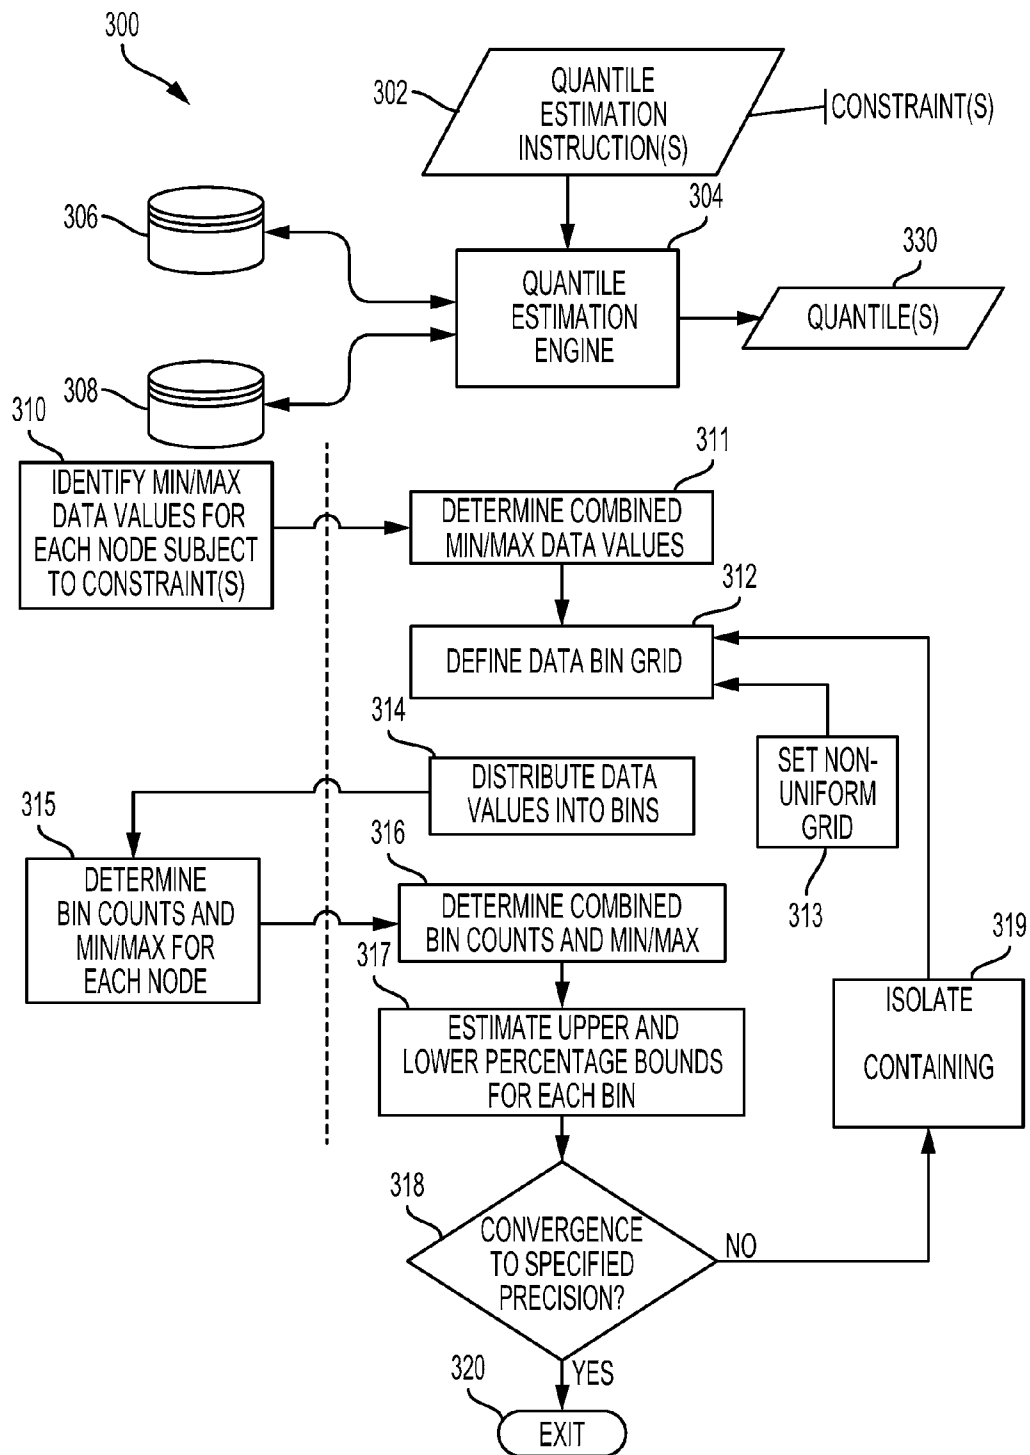 300
302
QUANTILE
ESTIMATION
INSTRUCTION(S)
CONSTRAINT(S)
304
306
QUANTILE
ESTIMATION
ENGINE
330
QUANTILE(S)
308
310
IDENTIFY MIN/MAX
DATA VALUES FOR
EACH NODE SUBJECT
TO CONSTRAINT(S)
311
DETERMINE COMBINED
MIN/MAX DATA VALUES
312
DEFINE DATA BIN GRID
314
DISTRIBUTE DATA
VALUES INTO BINS
SET NON-
UNIFORM
GRID
313
315
DETERMINE
BIN COUNTS AND
MIN/MAX FOR
EACH NODE
316
DETERMINE COMBINED
BIN COUNTS AND MIN/MAX
317
ESTIMATE UPPER AND
LOWER PERCENTAGE BOUNDS
FOR EACH BIN
319
ISOLATE
CONTAINING
318
CONVERGENCE
TO SPECIFIED
PRECISION?
NO
YES
320
EXIT